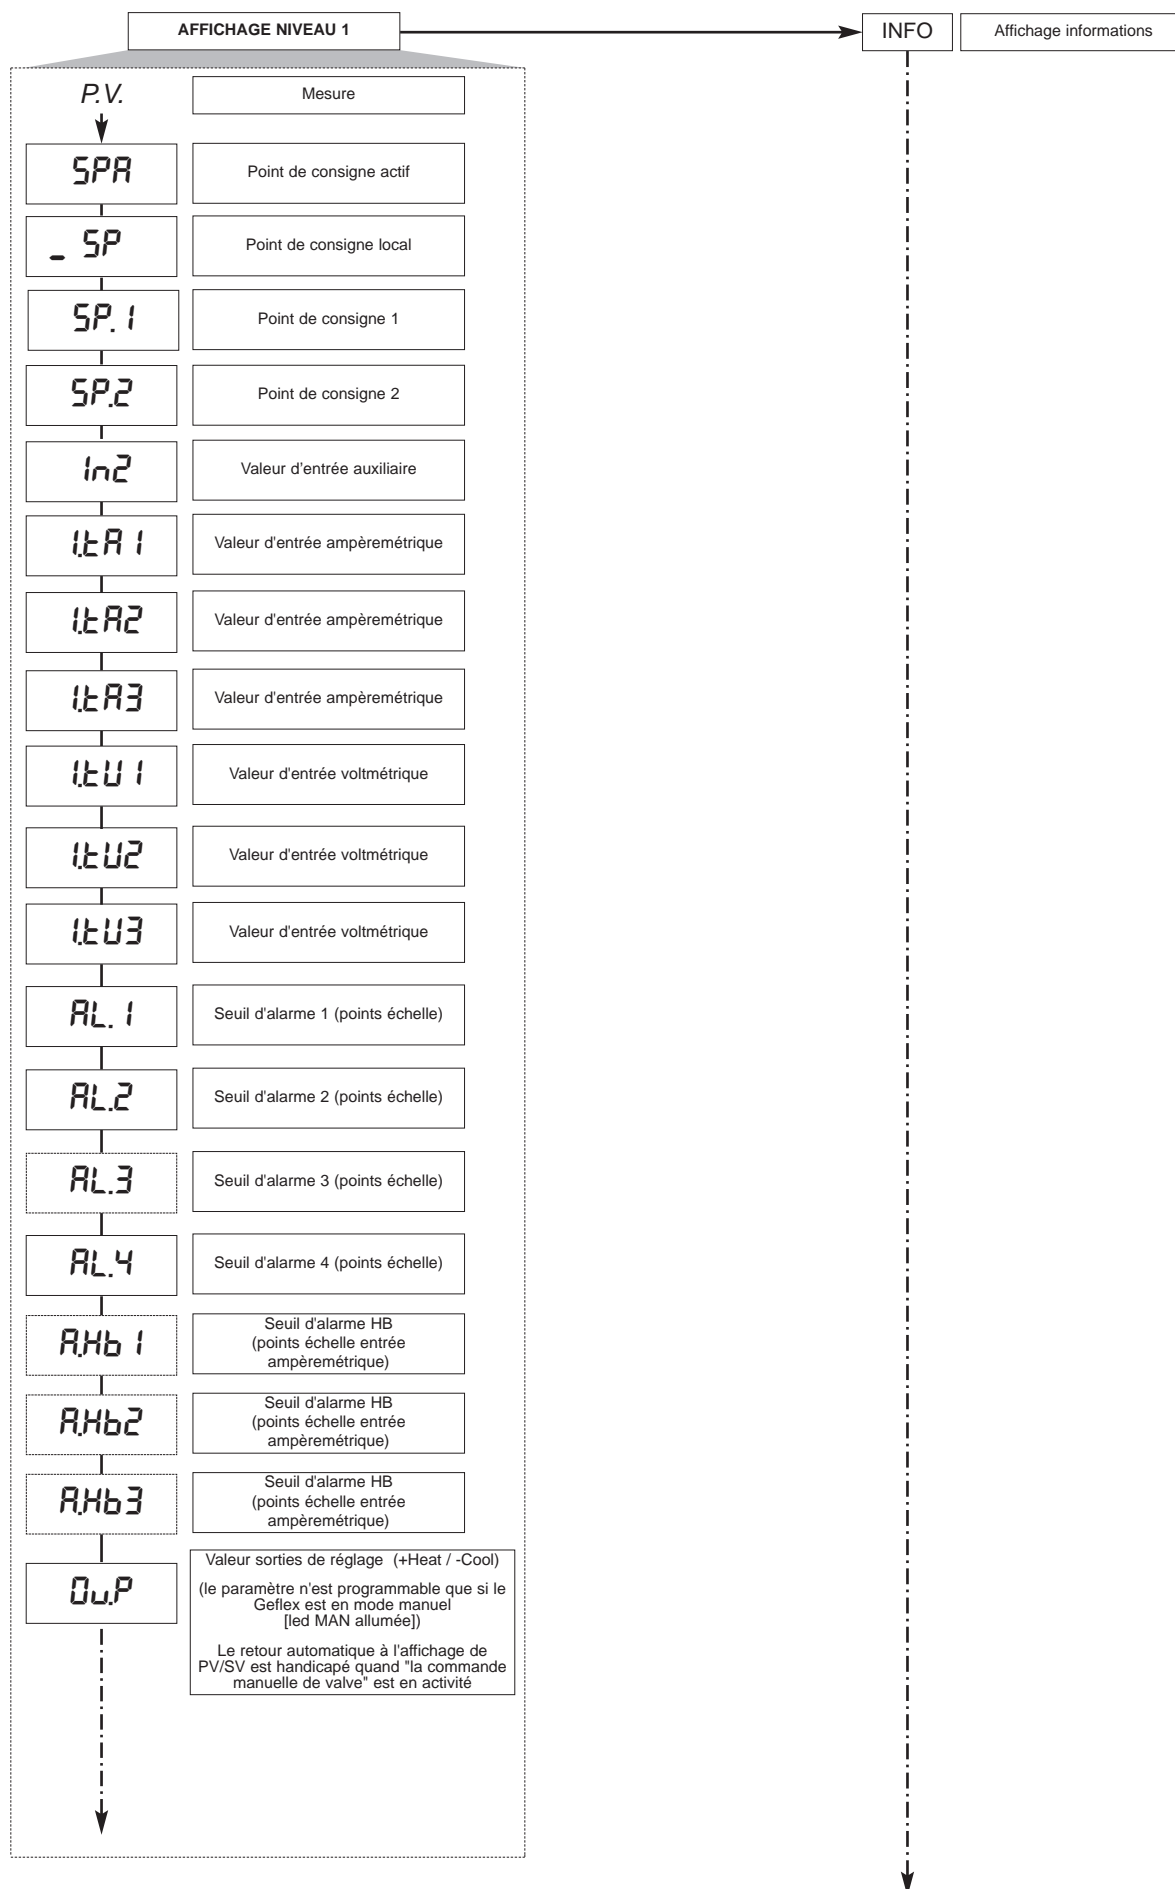 AFFICHAGE NIVEAU 1
INFO
Affichage informations
P.V.
Mesure
SPA
Point de consigne actif
_ SP
Point de consigne local
SP. 1
Point de consigne 1
SP.2
Point de consigne 2
In2
Valeur d'entrée auxiliaire
I.tA1
Valeur d'entrée ampèremétrique
I.tA2
Valeur d'entrée ampèremétrique
I.tA3
Valeur d'entrée ampèremétrique
I.tU1
Valeur d'entrée voltmétrique
I.tU2
Valeur d'entrée voltmétrique
I.tU3
Valeur d'entrée voltmétrique
AL. 1
Seuil d'alarme 1 (points échelle)
AL.2
Seuil d'alarme 2 (points échelle)
AL.3
Seuil d'alarme 3 (points échelle)
AL.4
Seuil d'alarme 4 (points échelle)
A.Hb1
Seuil d'alarme HB
(points échelle entrée
ampèremétrique)
A.Hb2
Seuil d'alarme HB
(points échelle entrée
ampèremétrique)
A.Hb3
Seuil d'alarme HB
(points échelle entrée
ampèremétrique)
Ou.P
Valeur sorties de réglage (+Heat / -Cool)
(le paramètre n'est programmable que si le
Geflex est en mode manuel
[led MAN allumée])
Le retour automatique à l'affichage de
PV/SV est handicapé quand "la commande
manuelle de valve" est en activité